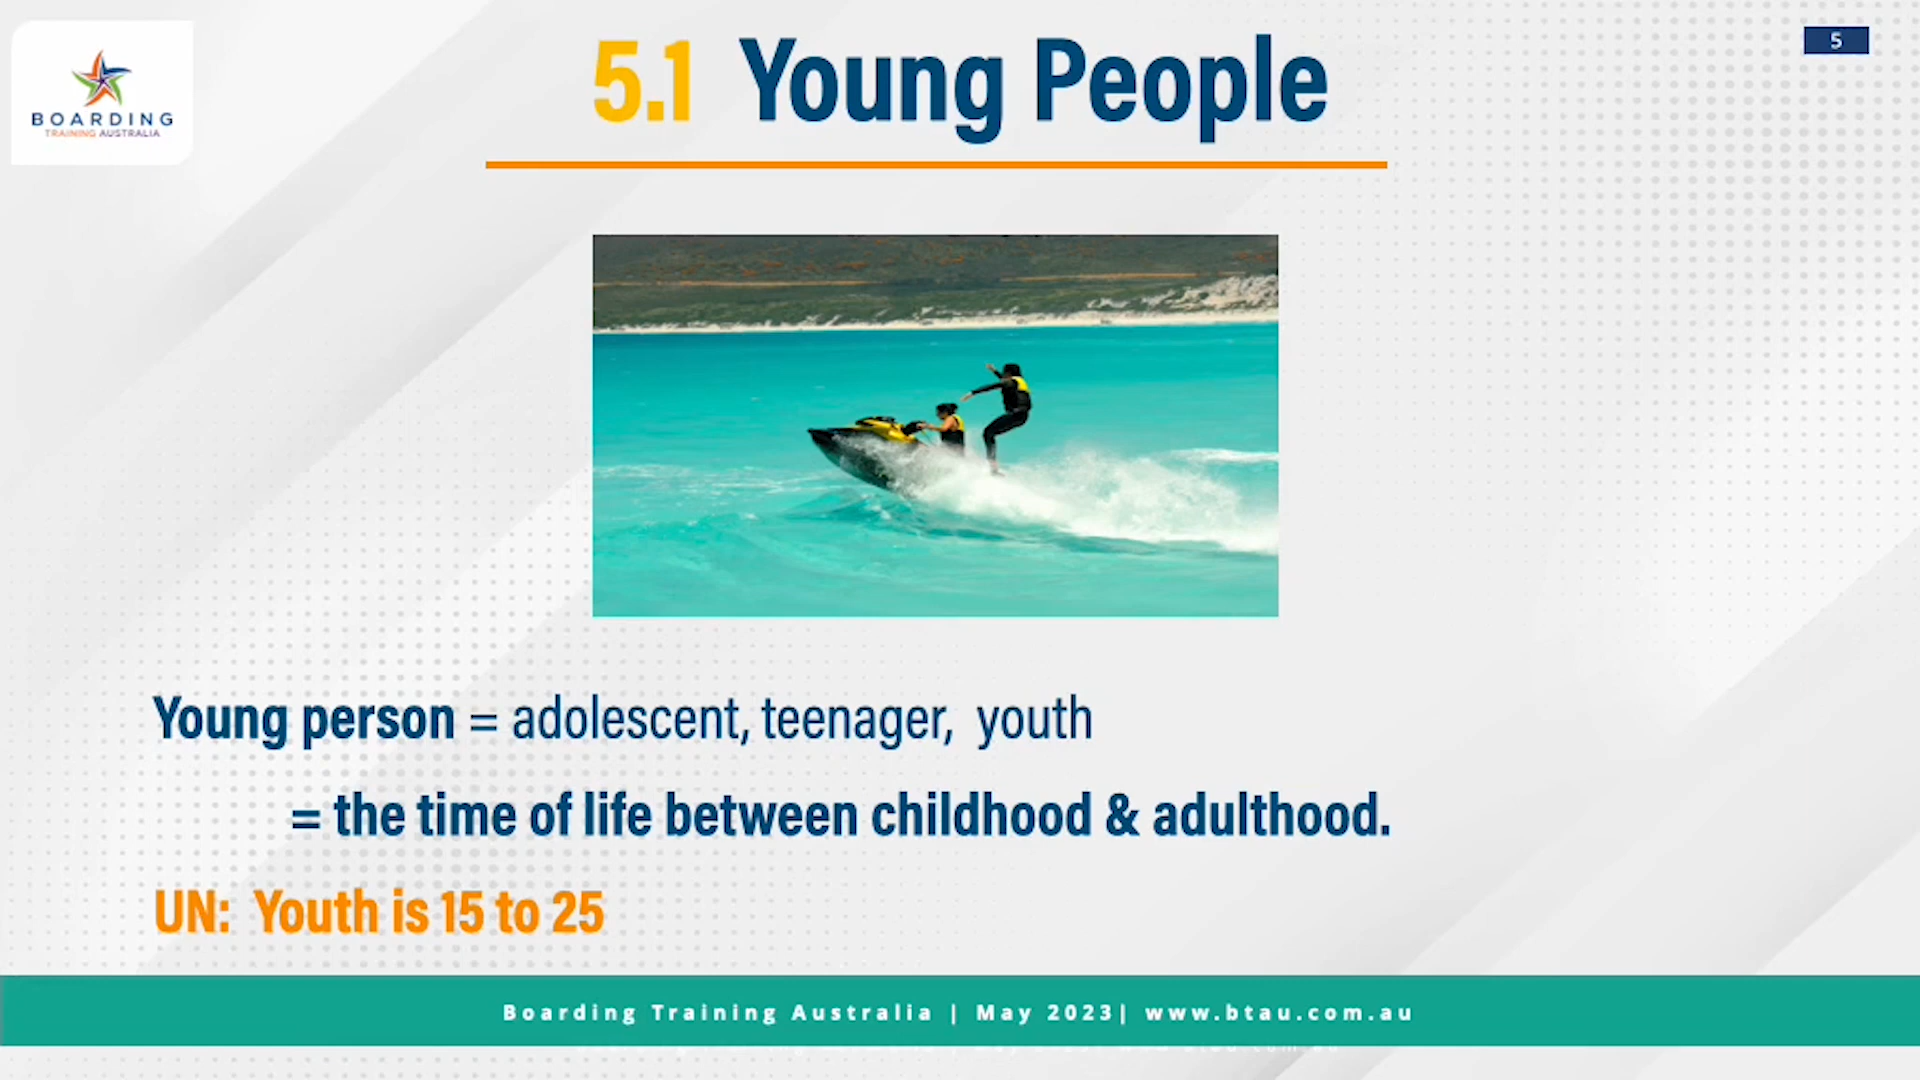 BOARDING
TRAINING AUSTRALIA
5.1 Young People
5
Young person = adolescent, teenager, youth
= the time of life between childhood & adulthood.
UN: Youth is 15 to 25
Boarding Training Australia | May 2023| www.btau.com.au